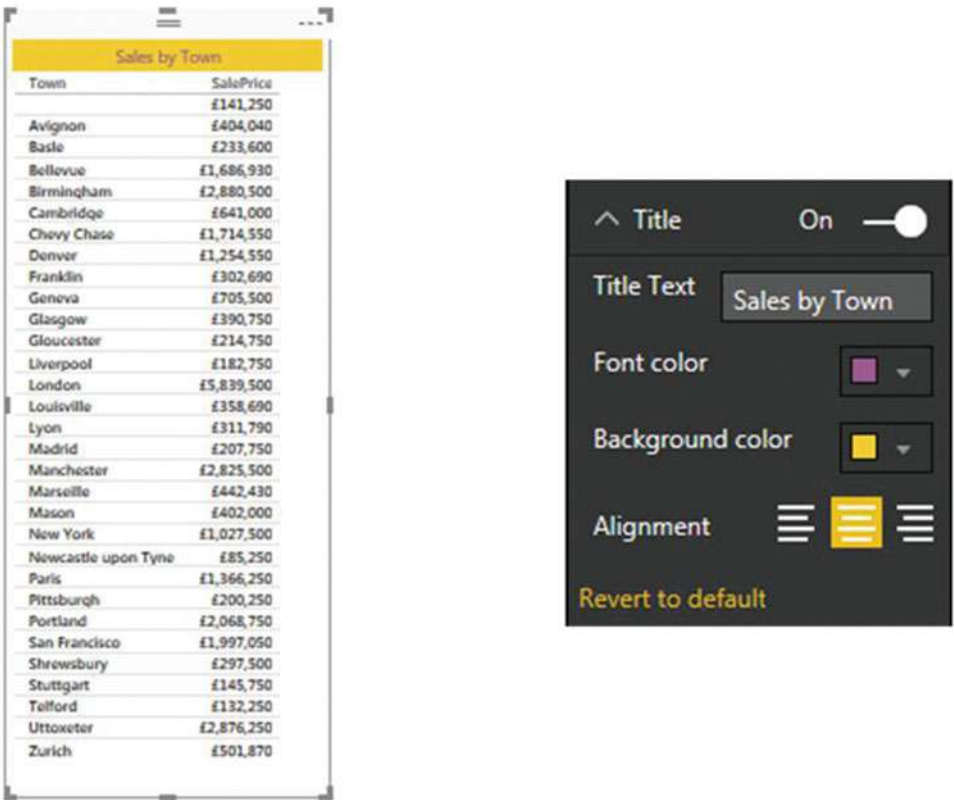 Sales by Town
Town SalePrice
£141,250
Avignon £404,040
Basle £233,600
Bellevue £1,686,930
Birmingham £2,880,500
Cambridge £641,000
Chevy Chase £1,714,550
Denver £1,254,550
Franklin £302,690
Geneva £705,500
Glasgow £390,750
Gloucester £214,750
Liverpool £182,750
London £5,839,500
Louisville £358,690
Lyon £311,790
Madrid £207,750
Manchester £2,825,500
Marseille £442,430
Mason £402,000
New York £1,027,500
Newcastle upon Tyne £85,250
Paris £1,366,250
Pittsburgh £200,250
Portland £2,068,750
San Francisco £1,997,050
Shrewsbury £297,500
Stuttgart £145,750
Telford £132,250
Uttoxeter £2,876,250
Zurich £501,870
Title On
Title Text Sales by Town
Font color
Background color
Alignment
Revert to default